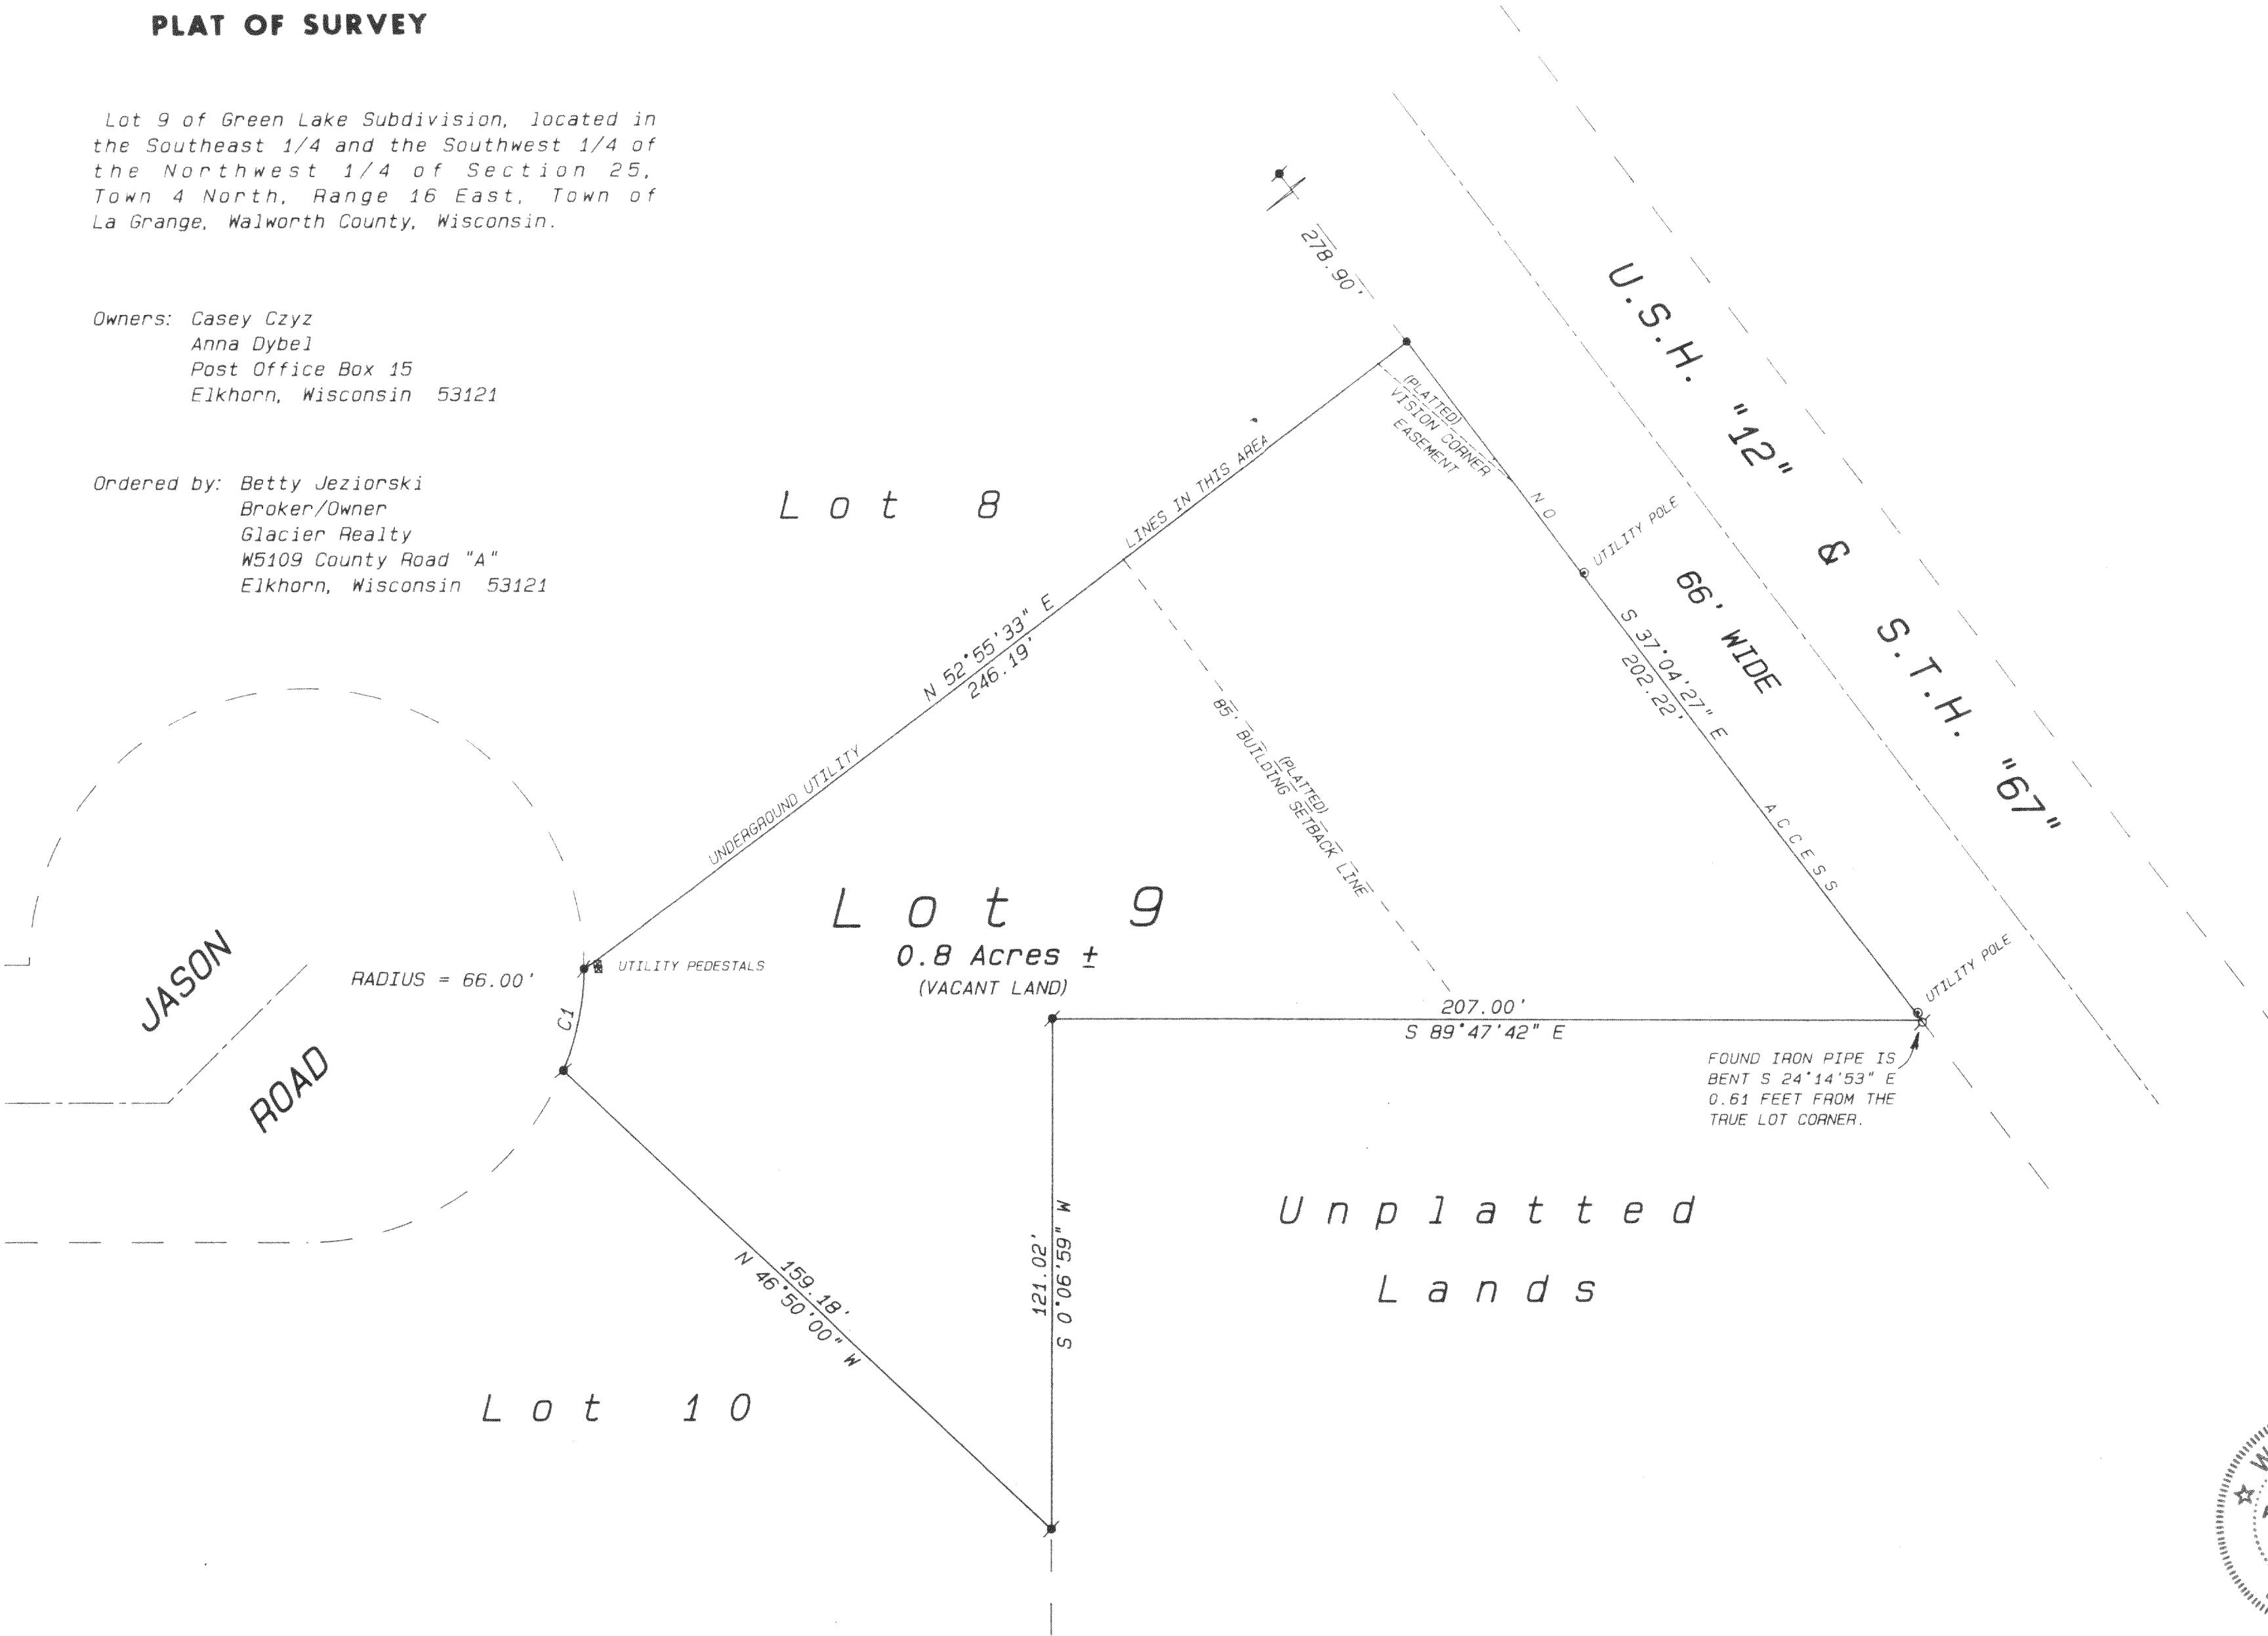 PLAT OF SURVEY
Lot 9 of Green Lake Subdivision, located in
the Southeast 1/4 and the Southwest 1/4 of
the Northwest 1/4 of Section 25,
Town 4 North, Range 16 East, Town of
La Grange, Walworth County, Wisconsin.
Owners: Casey Czyz
Anna Dybel
Post Office Box 15
Elkhorn, Wisconsin 53121
Ordered by: Betty Jeziorski
Broker/Owner
Glacier Realty
W5109 County Road "A"
Elkhorn, Wisconsin 53121
278.90'
U.S.H. "12" & S.T.H. "67"
66' WIDE
(PLATTED)
VISION CORNER
EASEMENT
NO ACCESS
UTILITY POLE
S 37°04'27" E
202.22'
Lot 8
UNDERGROUND UTILITY LINES IN THIS AREA
N 52°55'33" E
246.19'
(PLATTED)
85' BUILDING SETBACK LINE
Lot 9
0.8 Acres ±
(VACANT LAND)
UTILITY PEDESTALS
RADIUS = 66.00'
C1
JASON
ROAD
207.00'
S 89°47'42" E
UTILITY POLE
FOUND IRON PIPE IS
BENT S 24°14'53" E
0.61 FEET FROM THE
TRUE LOT CORNER.
121.02'
S 0°06'59" W
159.18'
N 46°50'00" W
Unplatted
Lands
Lot 10